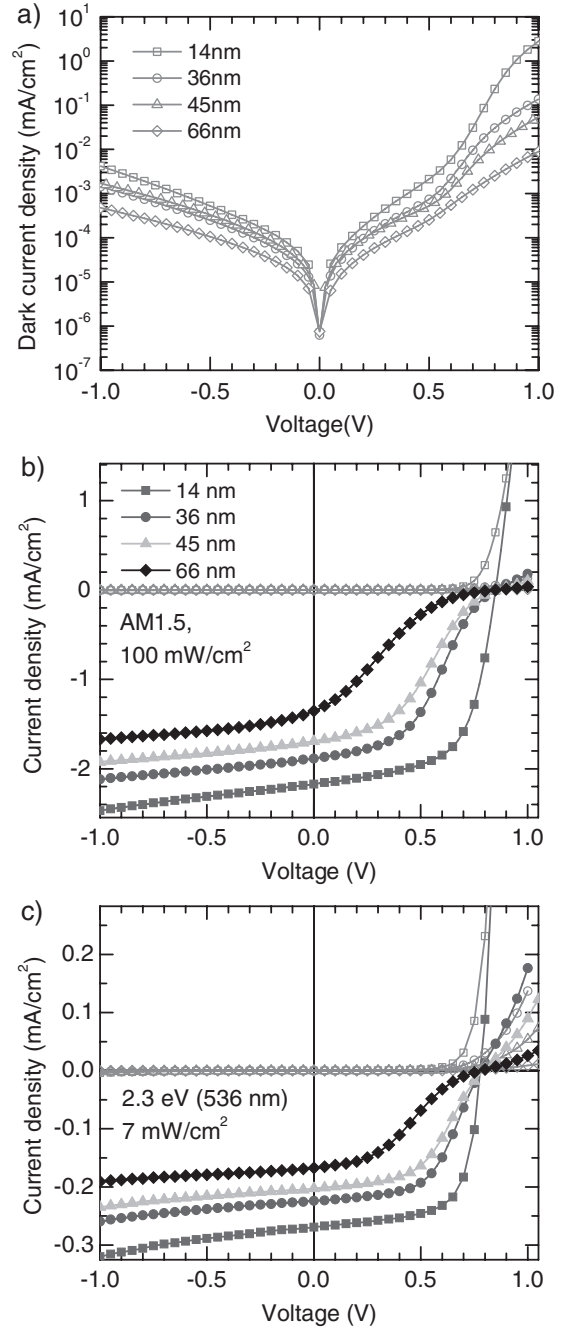 a)
10^1
10^0
10^-1
10^-2
10^-3
10^-4
10^-5
10^-6
10^-7
Dark current density (mA/cm^2)
14nm
36nm
45nm
66nm
-1.0 -0.5 0.0 0.5 1.0
Voltage(V)
b)
1
0
-1
-2
Current density (mA/cm^2)
14 nm
36 nm
45 nm
66 nm
AM1.5,
100 mW/cm^2
-1.0 -0.5 0.0 0.5 1.0
Voltage (V)
c)
0.2
0.1
0.0
-0.1
-0.2
-0.3
Current density (mA/cm^2)
2.3 eV (536 nm)
7 mW/cm^2
-1.0 -0.5 0.0 0.5 1.0
Voltage (V)